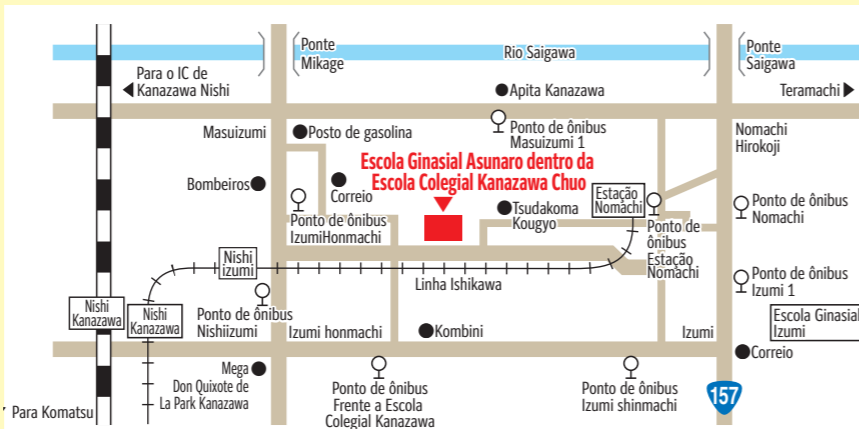 Ponte
Mikage
Rio Saigawa
Ponte
Saigawa
Para o IC de
Kanazawa Nishi
Apita Kanazawa
Teramachi
Masuizumi
Posto de gasolina
Ponto de ônibus
Masuizumi 1
Nomachi
Hirokoji
Escola Ginasial Asunaro dentro da
Escola Colegial Kanazawa Chuo
Bombeiros
Correio
Estação
Nomachi
Ponto de ônibus
Nomachi
Ponto de ônibus
IzumiHonmachi
Tsudakoma
Kougyo
Ponto de
ônibus
Estação
Nomachi
Nishi
izumi
Linha Ishikawa
Ponto de ônibus
Izumi 1
Nishi
Kanazawa
Nishi
Kanazawa
Ponto de ônibus
Nishiizumi
Izumi honmachi
Kombini
Izumi
Escola Ginasial
Izumi
Correio
Mega
Don Quixote de
La Park Kanazawa
Ponto de ônibus
Frente a Escola
Colegial Kanazawa
Ponto de ônibus
Izumi shinmachi
157
Para Komatsu